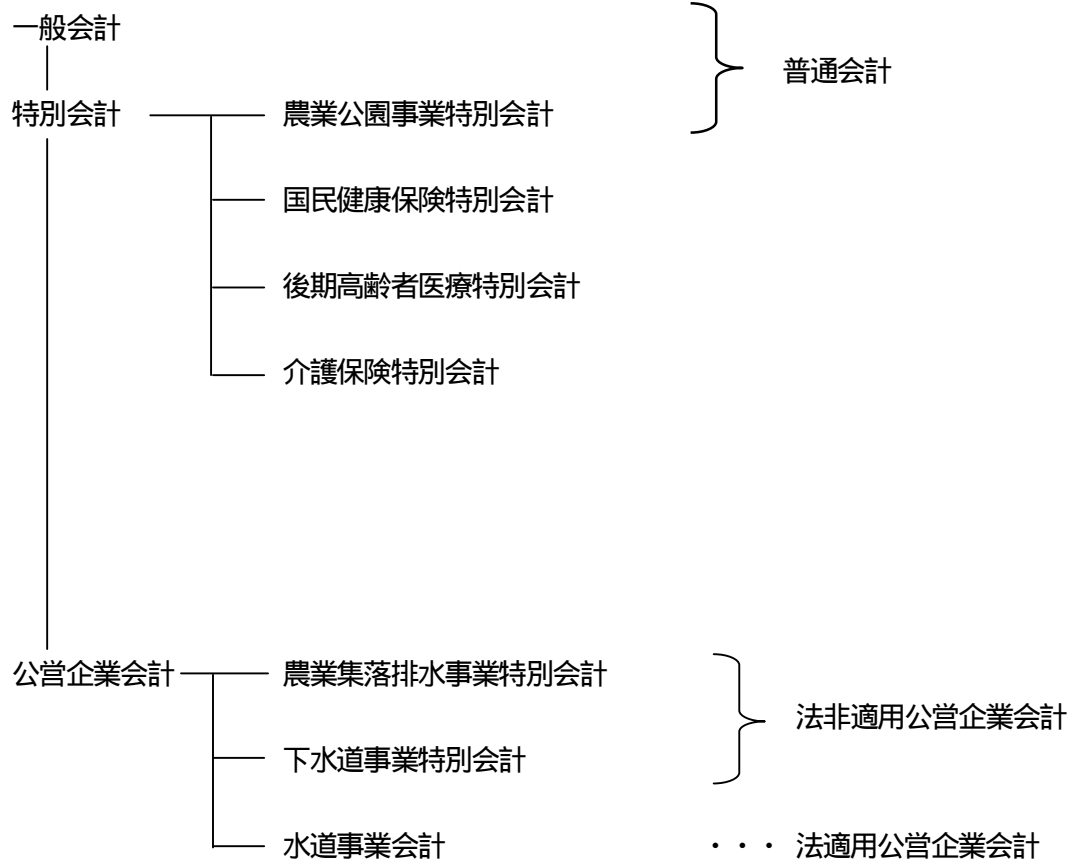 一般会計
普通会計
特別会計 農業公園事業特別会計
国民健康保険特別会計
後期高齢者医療特別会計
介護保険特別会計
公営企業会計 農業集落排水事業特別会計
法非適用公営企業会計
下水道事業特別会計
水道事業会計 ・・・ 法適用公営企業会計